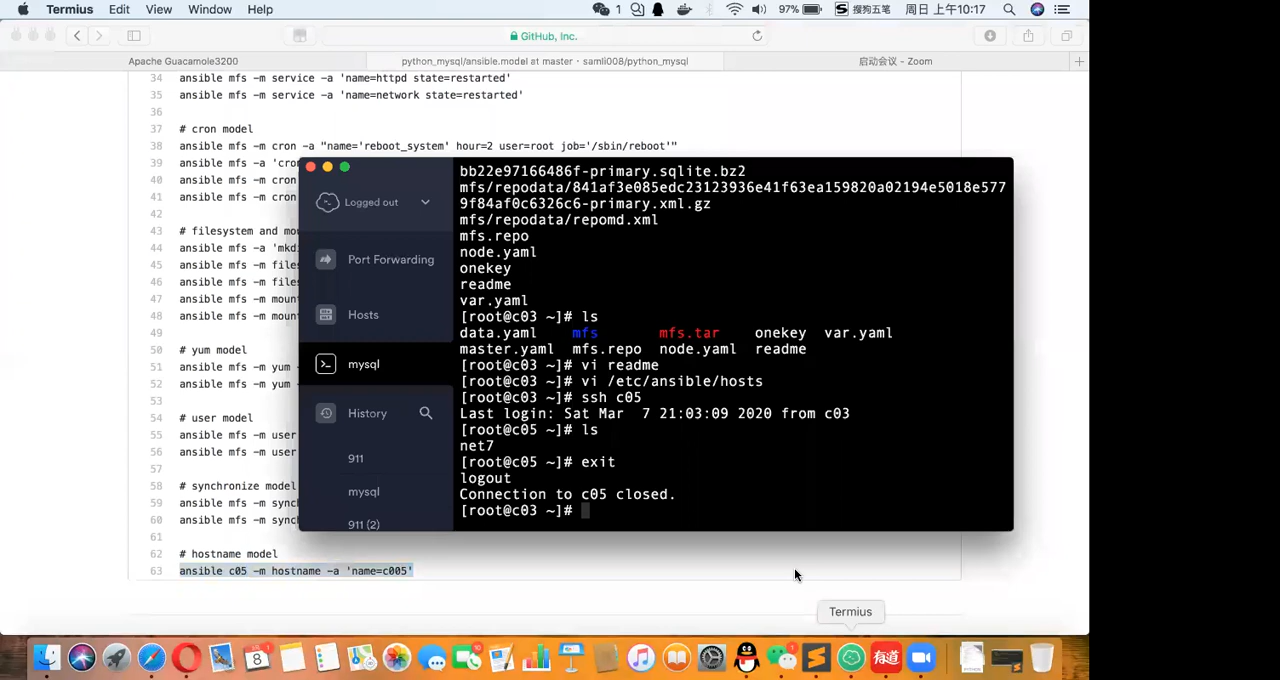 Termius Edit View Window Help 1 97% 搜狗五笔 周日 上午10:17
GitHub, Inc.
Apache Guacamole3200 python_mysql/ansible.model at master · samli008/python_mysql 启动会议 - Zoom
34 ansible mfs -m service -a 'name=httpd state=restarted'
35 ansible mfs -m service -a 'name=network state=restarted'
36
37 # cron model
38 ansible mfs -m cron -a "name='reboot_system' hour=2 user=root job='/sbin/reboot'"
39 ansible mfs -a 'cron
40 ansible mfs -m cron
41 ansible mfs -m cron
42
43 # filesystem and mou
44 ansible mfs -a 'mkd
45 ansible mfs -m files
46 ansible mfs -m files
47 ansible mfs -m mount
48 ansible mfs -m mount
49
50 # yum model
51 ansible mfs -m yum -
52 ansible mfs -m yum -
53
54 # user model
55 ansible mfs -m user
56 ansible mfs -m user
57
58 # synchronize model
59 ansible mfs -m sync
60 ansible mfs -m sync
61
62 # hostname model
63 ansible c05 -m hostname -a 'name=c005'
Logged out
Port Forwarding
Hosts
mysql
History
911
mysql
911 (2)
bb22e97166486f-primary.sqlite.bz2
mfs/repodata/841af3e085edc23123936e41f63ea159820a02194e5018e577
9f84af0c6326c6-primary.xml.gz
mfs/repodata/repomd.xml
mfs.repo
node.yaml
onekey
readme
var.yaml
[root@c03 ~]# ls
data.yaml mfs mfs.tar onekey var.yaml
master.yaml mfs.repo node.yaml readme
[root@c03 ~]# vi readme
[root@c03 ~]# vi /etc/ansible/hosts
[root@c03 ~]# ssh c05
Last login: Sat Mar 7 21:03:09 2020 from c03
[root@c05 ~]# ls
net7
[root@c05 ~]# exit
logout
Connection to c05 closed.
[root@c03 ~]#
Termius
8
有道